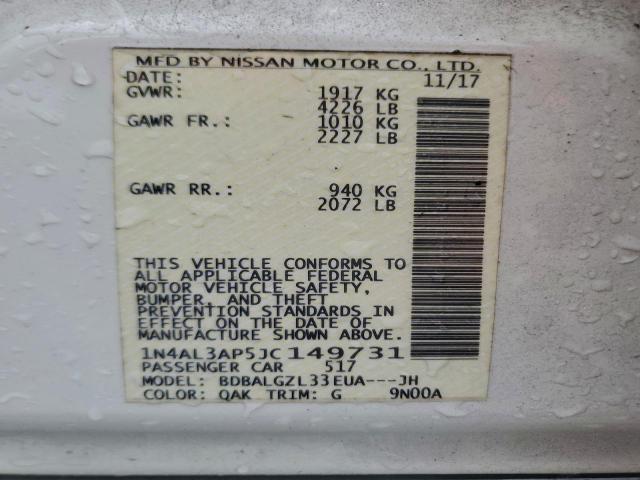 MFD BY NISSAN MOTOR CO., LTD.
DATE: 11/17
GVWR: 1917 KG
4226 LB
GAWR FR.: 1010 KG
2227 LB
GAWR RR.: 940 KG
2072 LB
THIS VEHICLE CONFORMS TO
ALL APPLICABLE FEDERAL
MOTOR VEHICLE SAFETY,
BUMPER, AND THEFT
PREVENTION STANDARDS IN
EFFECT ON THE DATE OF
MANUFACTURE SHOWN ABOVE.
1N4AL3AP5JC149731
PASSENGER CAR 517
MODEL: BDBALGZL33EUA---JH
COLOR: QAK TRIM: G 9N00A